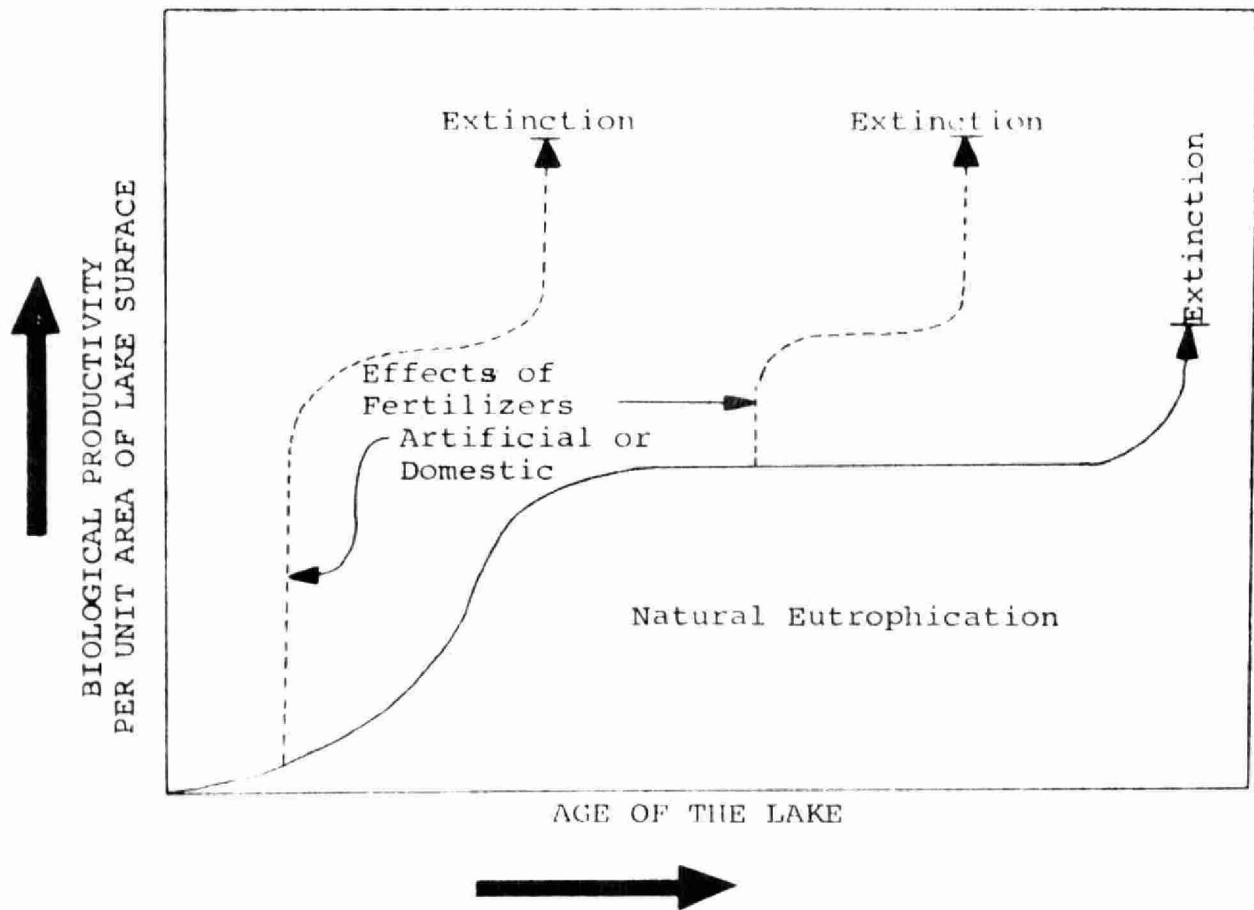 Extinction
Extinction
Extinction
BIOLOGICAL PRODUCTIVITY
PER UNIT AREA OF LAKE SURFACE
Effects of
Fertilizers
Artificial or
Domestic
Natural Eutrophication
AGE OF THE LAKE